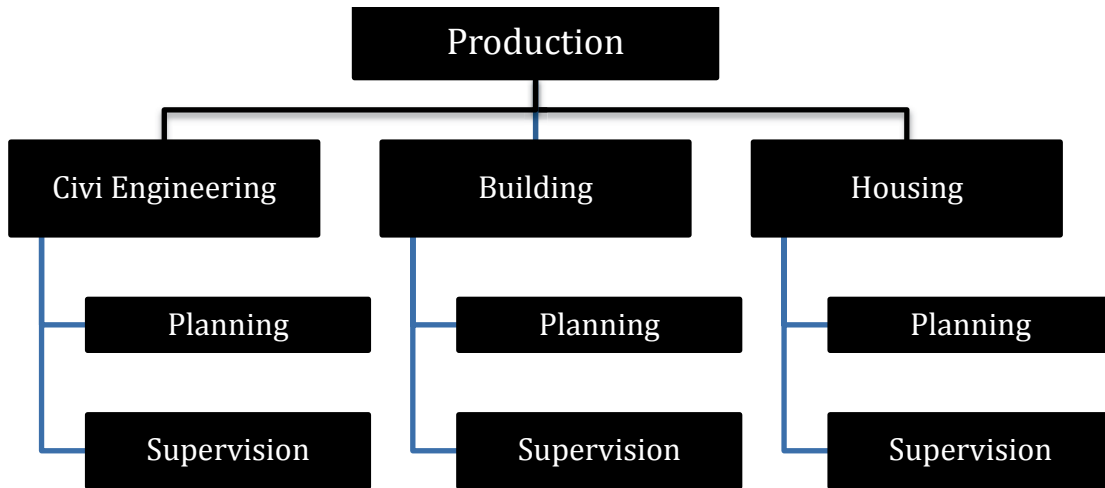 Production
Civi Engineering
Building
Housing
Planning
Planning
Planning
Supervision
Supervision
Supervision